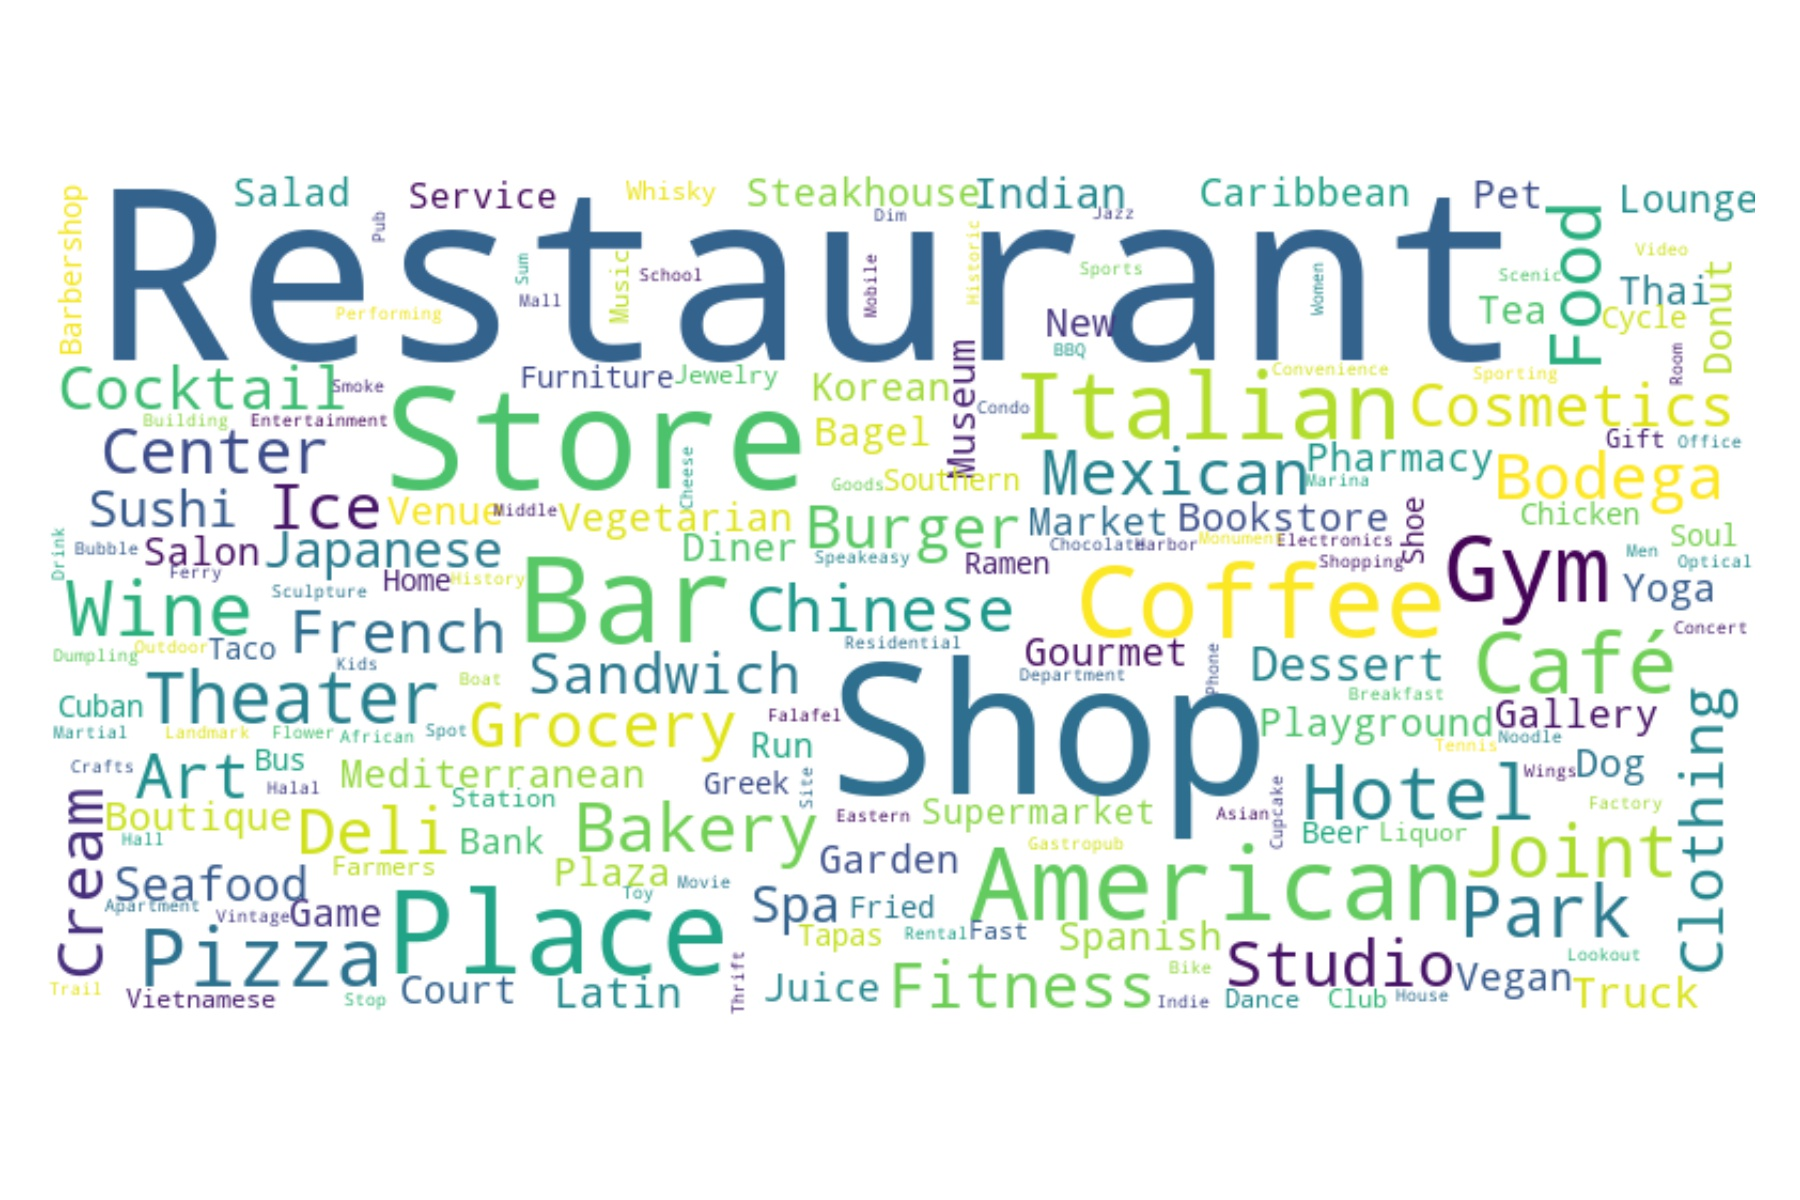 Restaurant
Salad
Service
Whisky
Steakhouse
Indian
Caribbean
Pet
Lounge
Barbershop
Pub
Dim
Jazz
Food
Video
Sum
Music
School
Mall
Mobile
Historic
Sports
Women
Scenic
Thai
Donut
Performing
New
Tea
Cycle
BBQ
Room
Cocktail
Smoke
Furniture
Jewelry
Korean
Museum
Convenience
Sporting
Store
Italian
Cosmetics
Condo
Building
Entertainment
Bagel
Center
Gift
Office
Cheese
Goods
Southern
Mexican
Pharmacy
Marina
Bodega
Sushi
Ice
Venue
Middle
Vegetarian
Burger
Market
Bookstore
Shoe
Chicken
Soul
Drink
Bubble
Salon
Japanese
Diner
Speakeasy
Chocolate
Harbor
Monument
Electronics
Men
Optical
Ferry
Home
History
Ramen
Shopping
Gym
Yoga
Sculpture
Wine
French
Bar
Chinese
Coffee
Concert
Dumpling
Outdoor
Taco
Kids
Residential
Gourmet
Department
Phone
Dessert
Café
Theater
Boat
Sandwich
Shop
Breakfast
Cuban
Martial
Landmark
Flower
African
Spot
Grocery
Falafel
Playground
Gallery
Clothing
Run
Tennis
Noodle
Crafts
Art
Bus
Halal
Mediterranean
Greek
Site
Hotel
Wings
Dog
Station
Eastern
Supermarket
Asian
Cupcake
Factory
Cream
Boutique
Hall
Deli
Bank
Bakery
Gastropub
Beer
Liquor
Joint
Farmers
Plaza
Garden
American
Seafood
Apartment
Vintage
Game
Place
Toy
Movie
Spa
Fried
Park
Tapas
Rental
Fast
Spanish
Pizza
Studio
Lookout
Trail
Vietnamese
Stop
Court
Latin
Thrift
Juice
Fitness
Bike
Indie
Dance
Club
House
Vegan
Truck